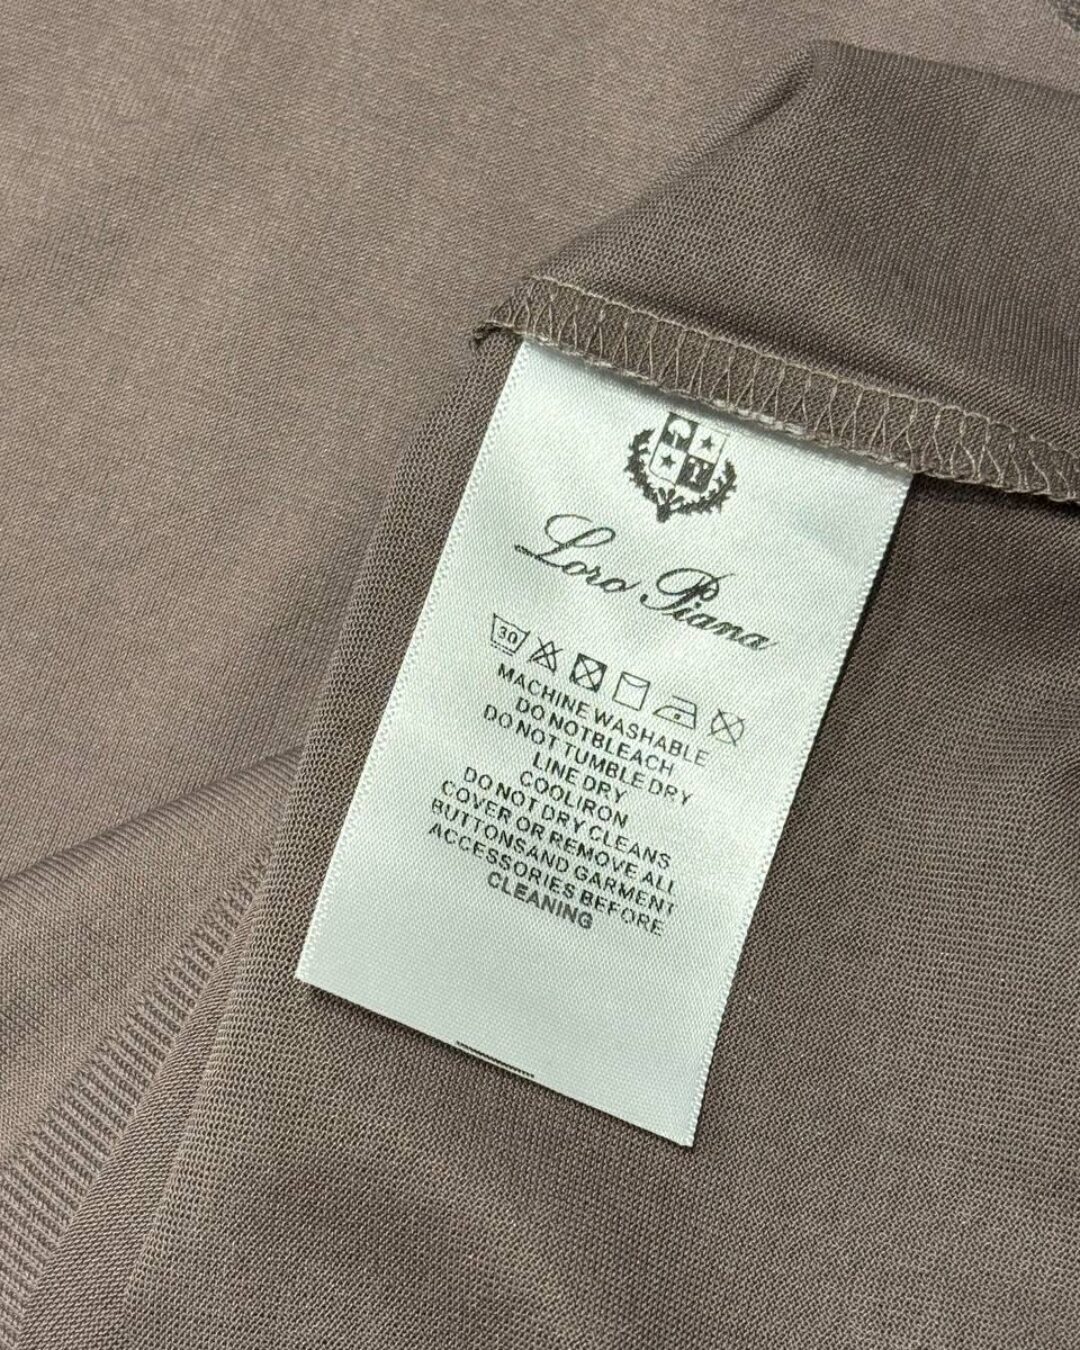 Loro Piana
30
MACHINE WASHABLE
DO NOTBLEACH
DO NOT TUMBLE DRY
LINE DRY
COOLIRON
DO NOT DRY CLEANS
COVER OR REMOVE ALL
BUTTONSAND GARMENT
ACCESSORIES BEFORE
CLEANING